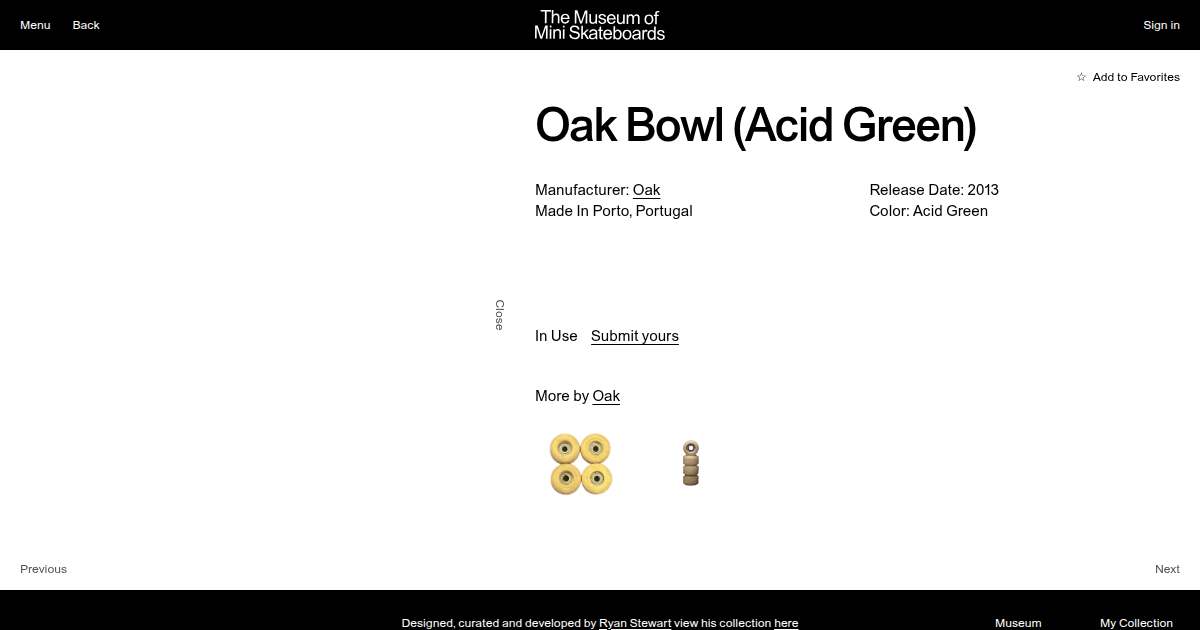 Menu
Back
The Museum of
Mini Skateboards
Sign in
☆ Add to Favorites
Oak Bowl (Acid Green)
Manufacturer: Oak
Made In Porto, Portugal
Release Date: 2013
Color: Acid Green
Close
In Use
Submit yours
More by Oak
Previous
Next
Designed, curated and developed by Ryan Stewart view his collection here
Museum
My Collection